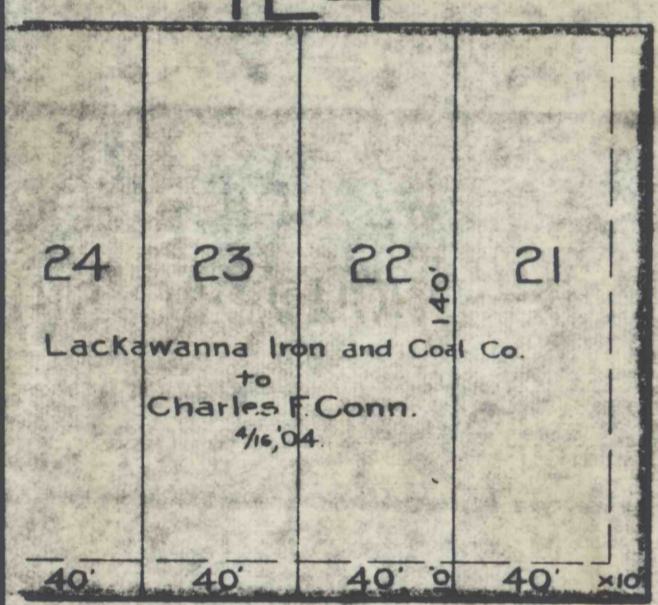 24 23 22 21
140'
Lackawanna Iron and Coal Co.
to
Charles F. Conn.
4/16,'04.
40' 40' 40' 40' x10